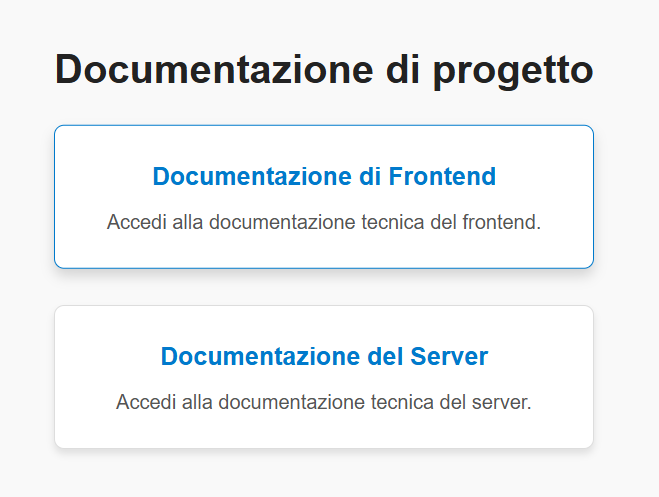 Documentazione di progetto
Documentazione di Frontend
Accedi alla documentazione tecnica del frontend.
Documentazione del Server
Accedi alla documentazione tecnica del server.